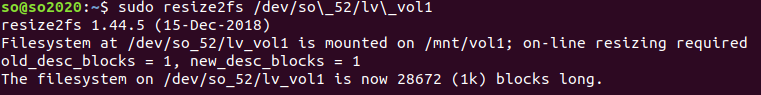 so@so2020:~$ sudo resize2fs /dev/so\_52/lv\_vol1
resize2fs 1.44.5 (15-Dec-2018)
Filesystem at /dev/so_52/lv_vol1 is mounted on /mnt/vol1; on-line resizing required
old_desc_blocks = 1, new_desc_blocks = 1
The filesystem on /dev/so_52/lv_vol1 is now 28672 (1k) blocks long.